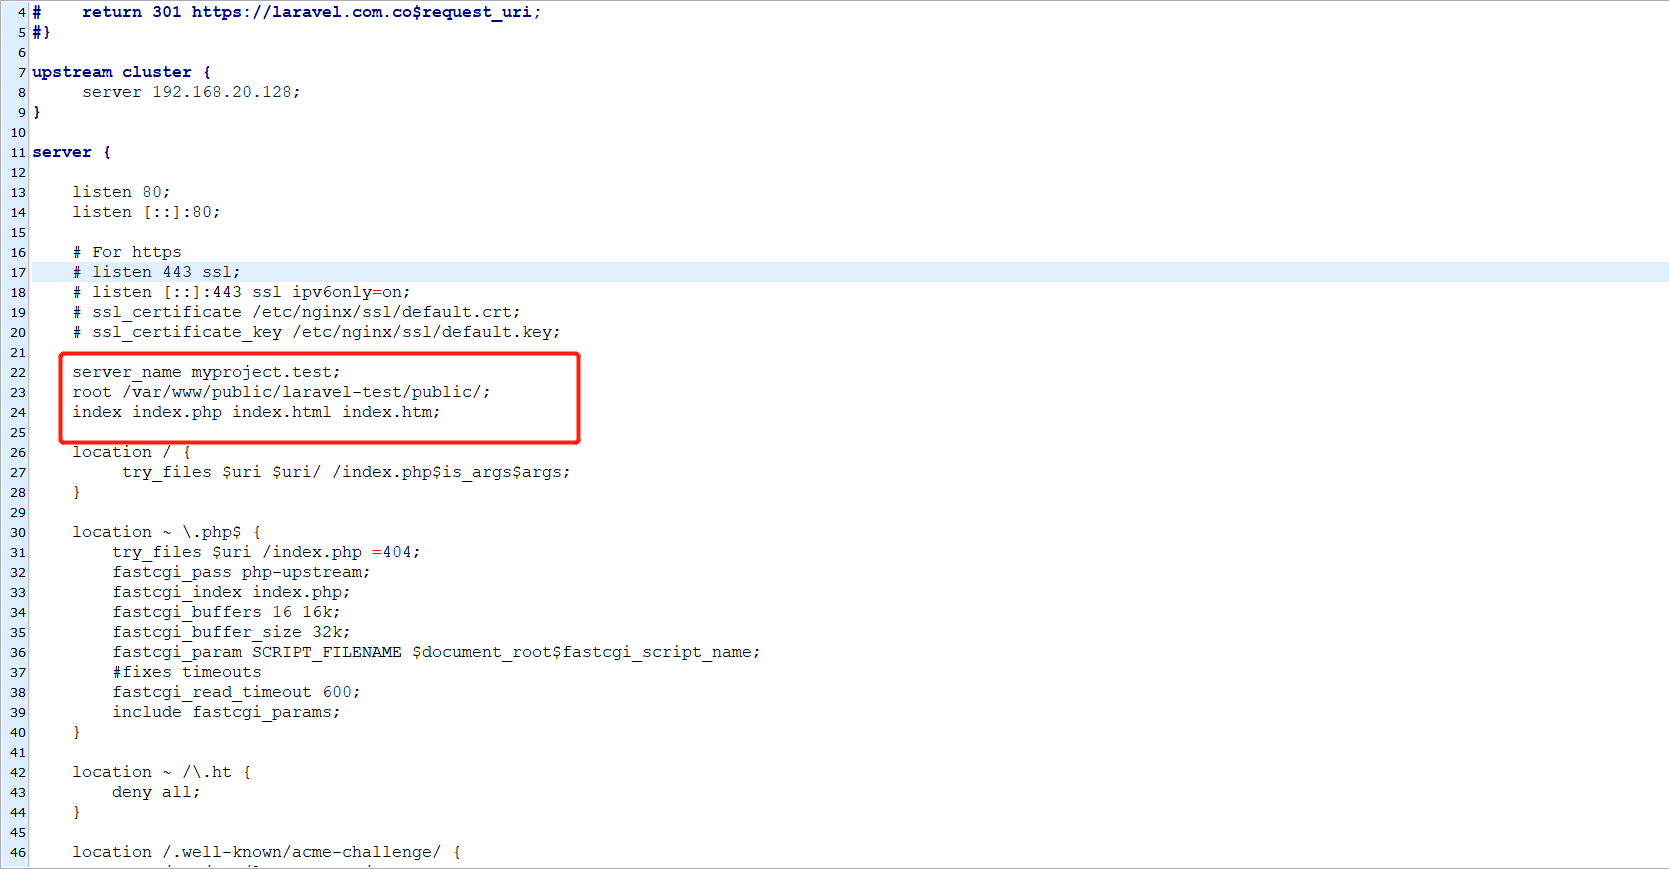 4 #    return 301 https://laravel.com.co$request_uri;
5 #}
6
7 upstream cluster {
8     server 192.168.20.128;
9 }
10
11 server {
12
13    listen 80;
14    listen [::]:80;
15
16    # For https
17    # listen 443 ssl;
18    # listen [::]:443 ssl ipv6only=on;
19    # ssl_certificate /etc/nginx/ssl/default.crt;
20    # ssl_certificate_key /etc/nginx/ssl/default.key;
21
22    server_name myproject.test;
23    root /var/www/public/laravel-test/public/;
24    index index.php index.html index.htm;
25
26    location / {
27         try_files $uri $uri/ /index.php$is_args$args;
28    }
29
30    location ~ \.php$ {
31        try_files $uri /index.php =404;
32        fastcgi_pass php-upstream;
33        fastcgi_index index.php;
34        fastcgi_buffers 16 16k;
35        fastcgi_buffer_size 32k;
36        fastcgi_param SCRIPT_FILENAME $document_root$fastcgi_script_name;
37        #fixes timeouts
38        fastcgi_read_timeout 600;
39        include fastcgi_params;
40    }
41
42    location ~ /\.ht {
43        deny all;
44    }
45
46    location /.well-known/acme-challenge/ {